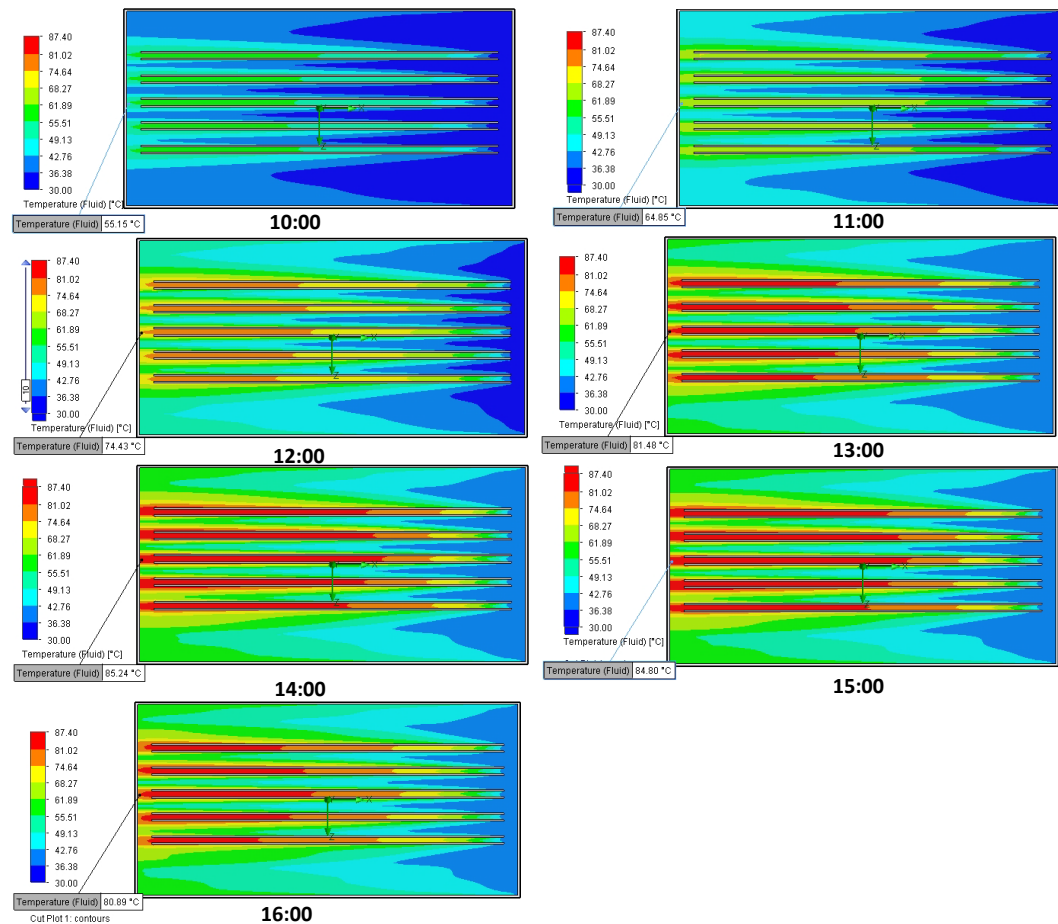 87.40
81.02
74.64
68.27
61.89
55.51
49.13
42.76
36.38
30.00
Temperature (Fluid) [°C]
Temperature (Fluid) 55.15 °C
X
Z
10:00
87.40
81.02
74.64
68.27
61.89
55.51
49.13
42.76
36.38
30.00
Temperature (Fluid) [°C]
Temperature (Fluid) 64.85 °C
X
Z
11:00
87.40
81.02
74.64
68.27
61.89
55.51
49.13
42.76
36.38
30.00
10
Temperature (Fluid) [°C]
Temperature (Fluid) 74.43 °C
X
Z
12:00
87.40
81.02
74.64
68.27
61.89
55.51
49.13
42.76
36.38
30.00
Temperature (Fluid) [°C]
Temperature (Fluid) 81.48 °C
X
Z
13:00
87.40
81.02
74.64
68.27
61.89
55.51
49.13
42.76
36.38
30.00
Temperature (Fluid) [°C]
Temperature (Fluid) 85.24 °C
X
Z
14:00
87.40
81.02
74.64
68.27
61.89
55.51
49.13
42.76
36.38
30.00
Temperature (Fluid) [°C]
Temperature (Fluid) 84.80 °C
X
Z
15:00
87.40
81.02
74.64
68.27
61.89
55.51
49.13
42.76
36.38
30.00
Temperature (Fluid) [°C]
Temperature (Fluid) 80.89 °C
Cut Plot 1: contours
X
Z
16:00